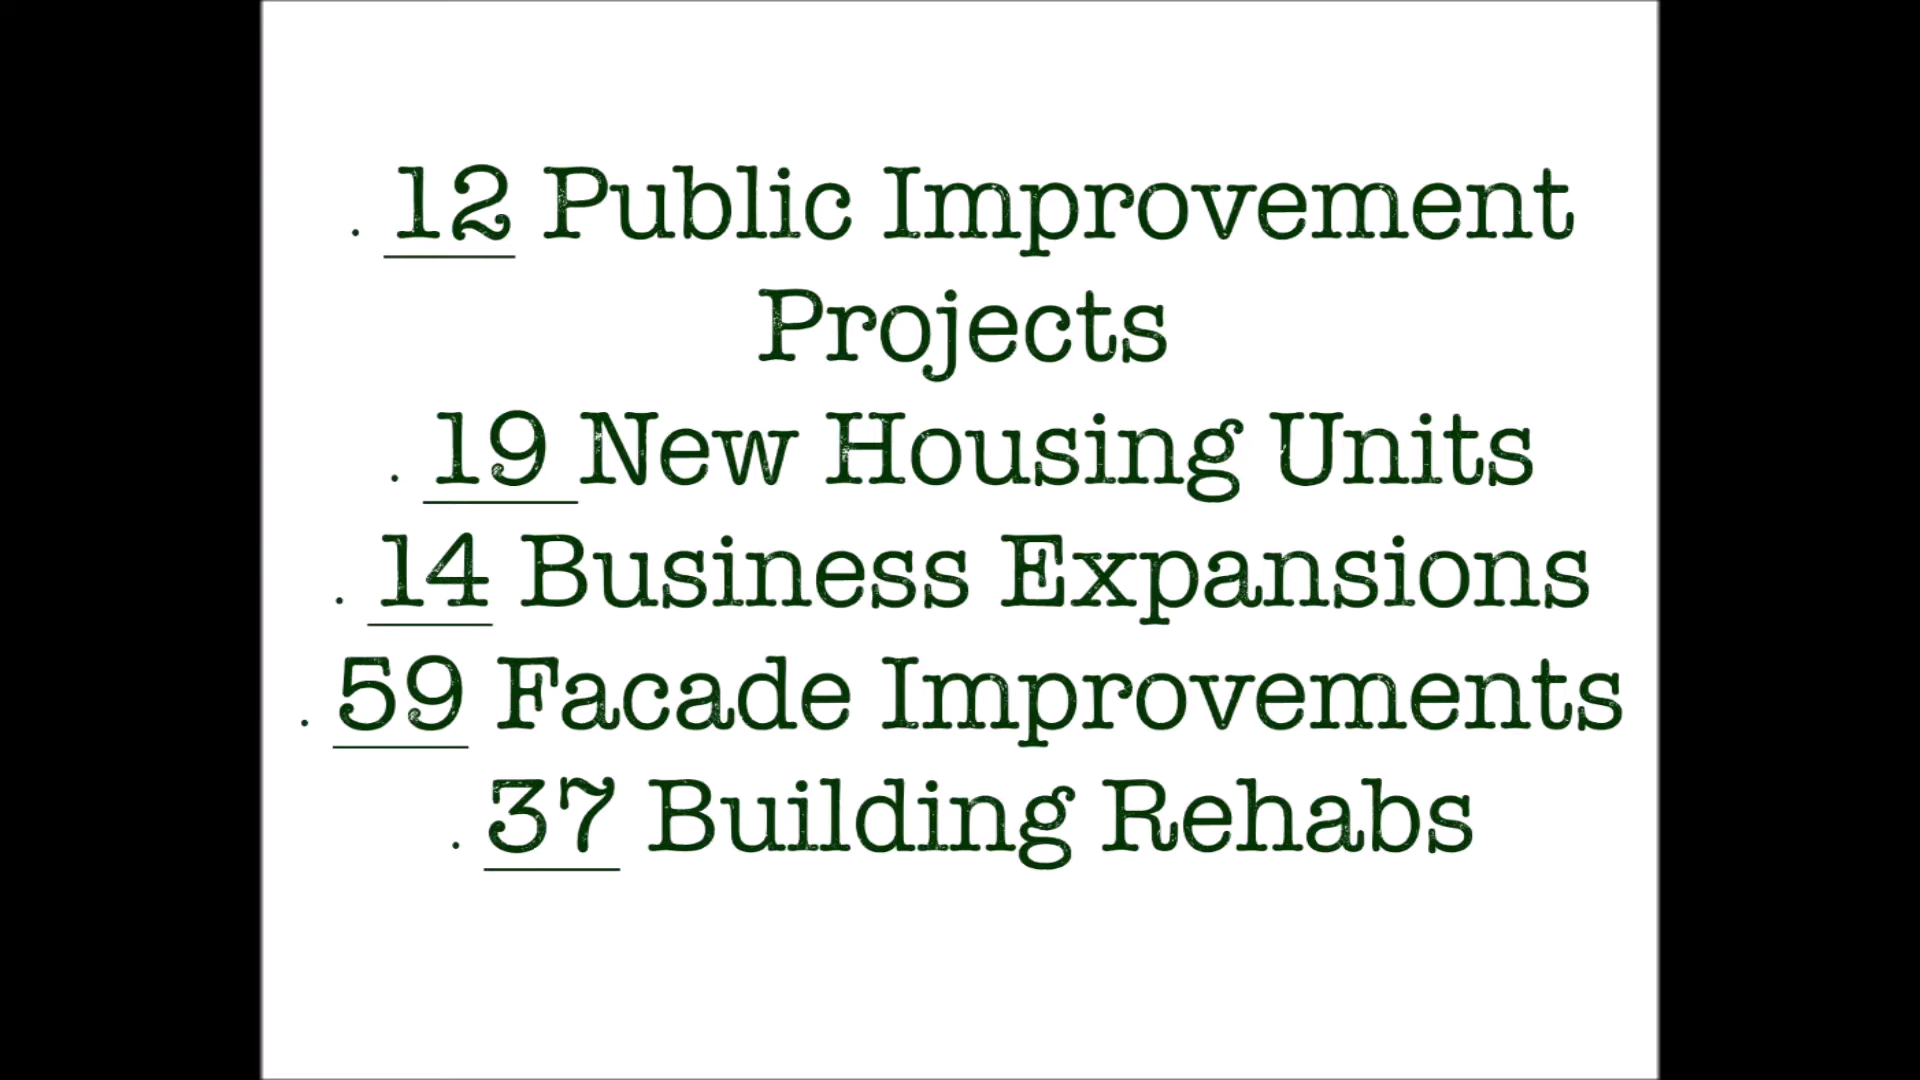 . 12 Public Improvement
Projects
. 19 New Housing Units
. 14 Business Expansions
. 59 Facade Improvements
. 37 Building Rehabs